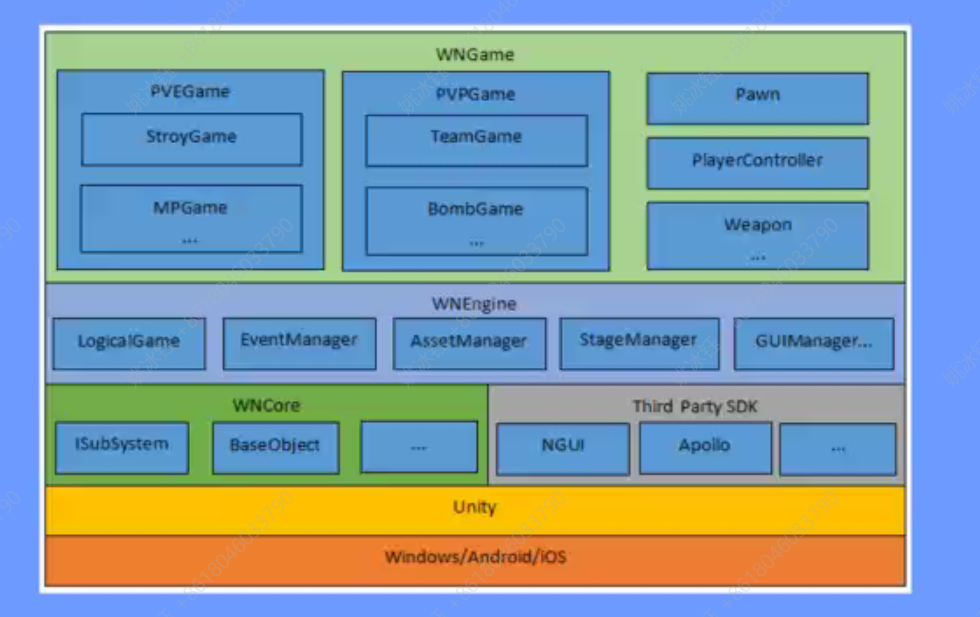 WNGame
PVEGame
StroyGame
MPGame
...
PVPGame
TeamGame
BombGame
...
Pawn
PlayerController
Weapon
...
WNEngine
LogicalGame
EventManager
AssetManager
StageManager
GUIManager...
WNCore
ISubSystem
BaseObject
...
Third Party SDK
NGUI
Apollo
...
Unity
Windows/Android/iOS